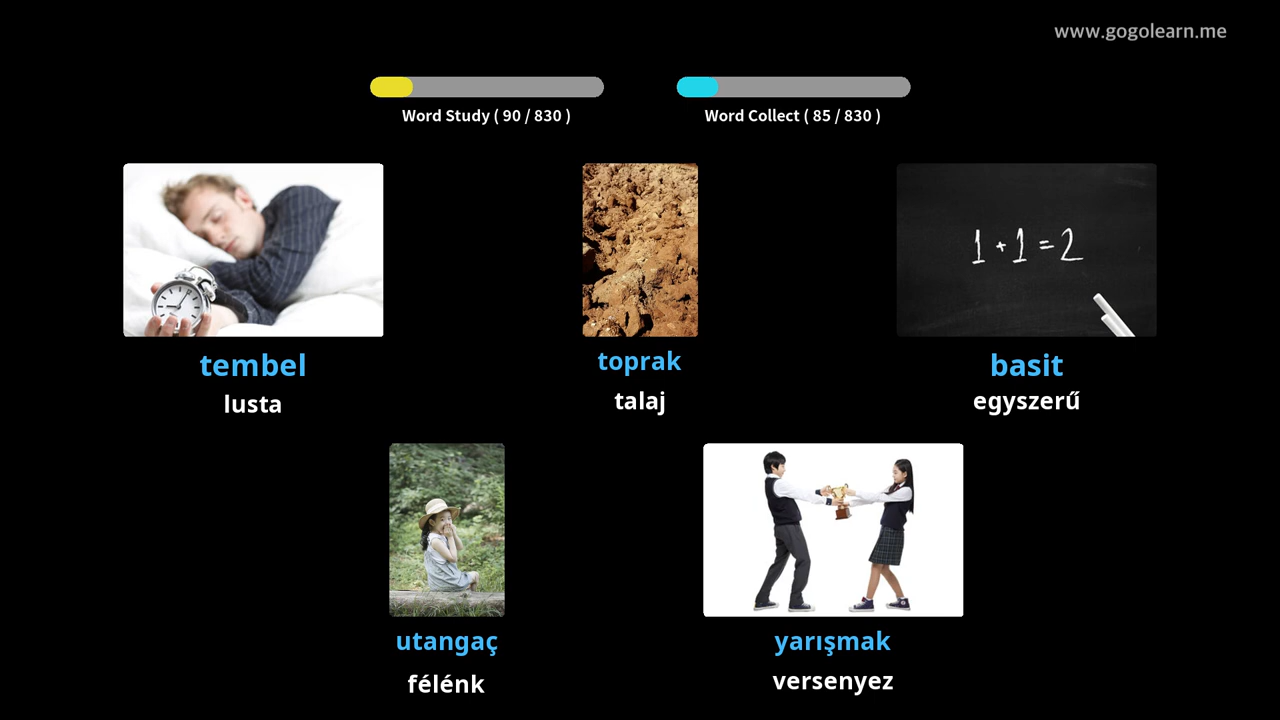 www.gogolearn.me
Word Study ( 90 / 830 )
Word Collect ( 85 / 830 )
1 + 1 = 2
tembel
lusta
toprak
talaj
basit
egyszerű
utangaç
félénk
yarışmak
versenyez